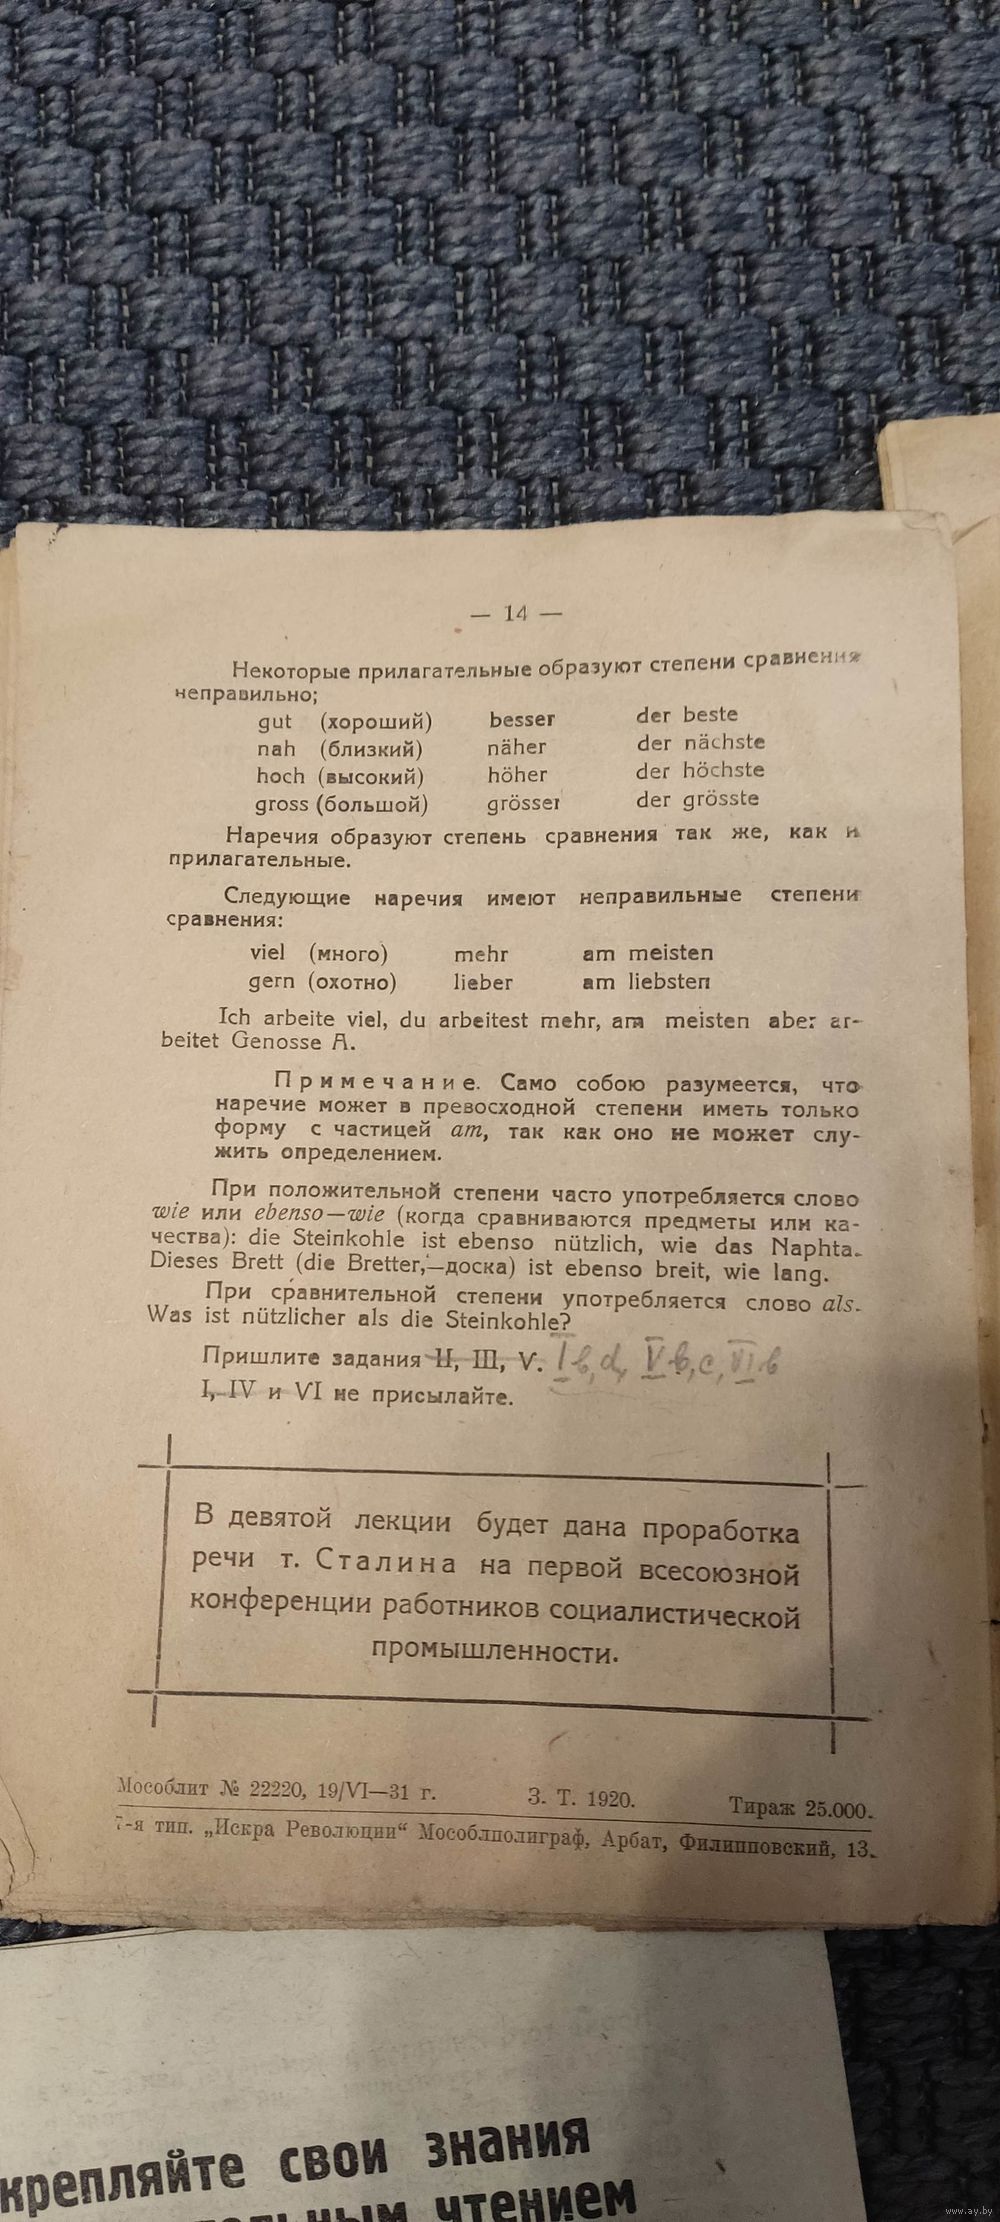 — 14 —
Некоторые прилагательные образуют степени сравнения
неправильно;
gut (хороший) besser der beste
nah (близкий) näher der nächste
hoch (высокий) höher der höchste
gross (большой) grösser der grösste
Наречия образуют степень сравнения так же, как и
прилагательные.
Следующие наречия имеют неправильные степени
сравнения:
viel (много) mehr am meisten
gern (охотно) lieber am liebsten
Ich arbeite viel, du arbeitest mehr, am meisten aber ar-
beitet Genosse A.
Примечание. Само собою разумеется, что
наречие может в превосходной степени иметь только
форму с частицей am, так как оно не может слу-
жить определением.
При положительной степени часто употребляется слово
wie или ebenso—wie (когда сравниваются предметы или ка-
чества): die Steinkohle ist ebenso nützlich, wie das Naphta.
Dieses Brett (die Bretter,—доска) ist ebenso breit, wie lang.
При сравнительной степени употребляется слово als.
Was ist nützlicher als die Steinkohle?
Пришлите задания II, III, V. I b, d, V b, c, VI b
I, IV и VI не присылайте.
В девятой лекции будет дана проработка
речи т. Сталина на первой всесоюзной
конференции работников социалистической
промышленности.
Мособлит № 22220, 19/VI—31 г. З. Т. 1920. Тираж 25.000.
7-я тип. „Искра Революции“ Мособлполиграф, Арбат, Филипповский, 13.
крепляйте свои знания
чтением
www.ay.by